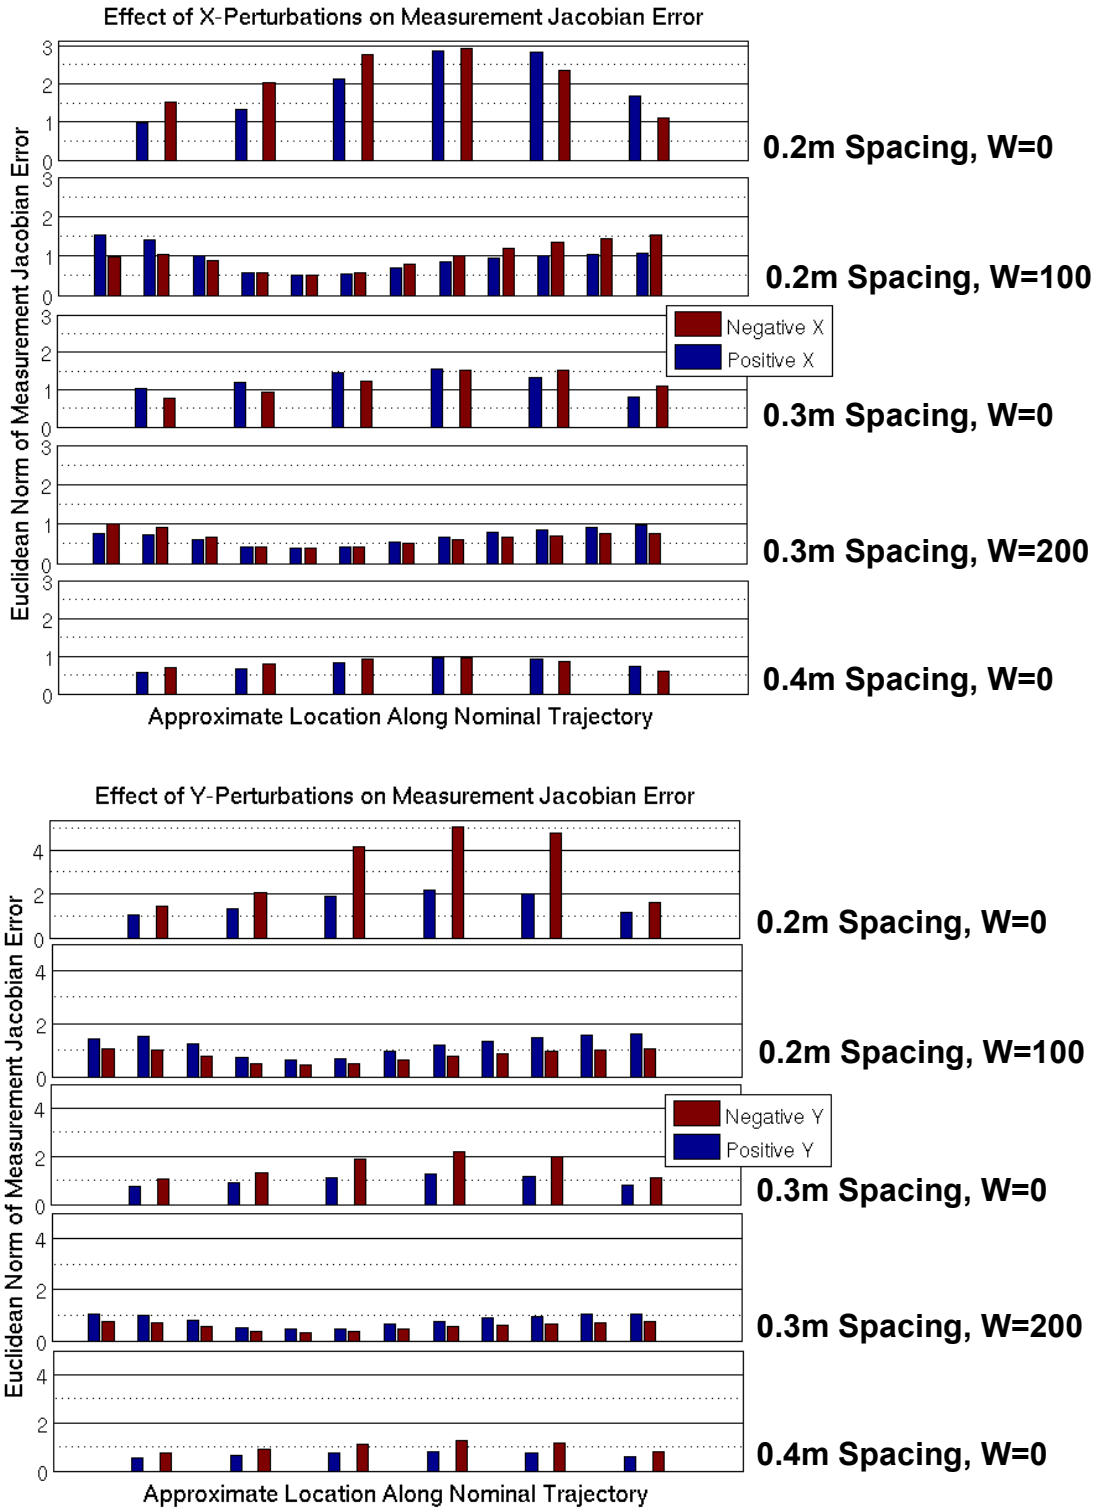 Effect of X-Perturbations on Measurement Jacobian Error
Euclidean Norm of Measurement Jacobian Error
3
2
1
0
0.2m Spacing, W=0
3
2
1
0
0.2m Spacing, W=100
3
2
1
0
Negative X
Positive X
0.3m Spacing, W=0
3
2
1
0
0.3m Spacing, W=200
3
2
1
0
0.4m Spacing, W=0
Approximate Location Along Nominal Trajectory
Effect of Y-Perturbations on Measurement Jacobian Error
Euclidean Norm of Measurement Jacobian Error
4
2
0
0.2m Spacing, W=0
4
2
0
0.2m Spacing, W=100
4
2
0
Negative Y
Positive Y
0.3m Spacing, W=0
4
2
0
0.3m Spacing, W=200
4
2
0
0.4m Spacing, W=0
Approximate Location Along Nominal Trajectory